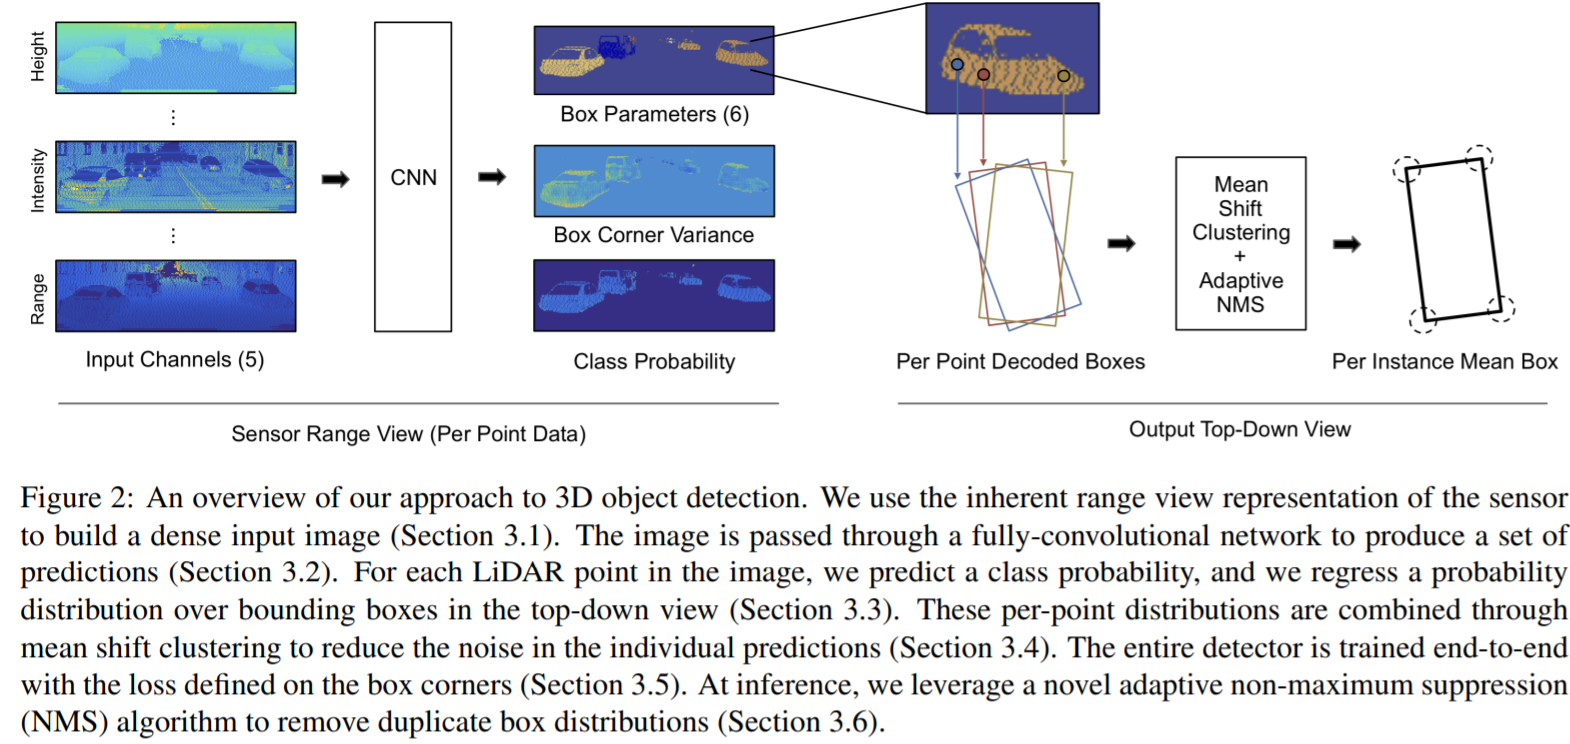 Height
Intensity
Range
Input Channels (5)
CNN
Box Parameters (6)
Box Corner Variance
Class Probability
Sensor Range View (Per Point Data)
Per Point Decoded Boxes
Mean
Shift
Clustering
+
Adaptive
NMS
Per Instance Mean Box
Output Top-Down View
Figure 2: An overview of our approach to 3D object detection. We use the inherent range view representation of the sensor
to build a dense input image (Section 3.1). The image is passed through a fully-convolutional network to produce a set of
predictions (Section 3.2). For each LiDAR point in the image, we predict a class probability, and we regress a probability
distribution over bounding boxes in the top-down view (Section 3.3). These per-point distributions are combined through
mean shift clustering to reduce the noise in the individual predictions (Section 3.4). The entire detector is trained end-to-end
with the loss defined on the box corners (Section 3.5). At inference, we leverage a novel adaptive non-maximum suppression
(NMS) algorithm to remove duplicate box distributions (Section 3.6).